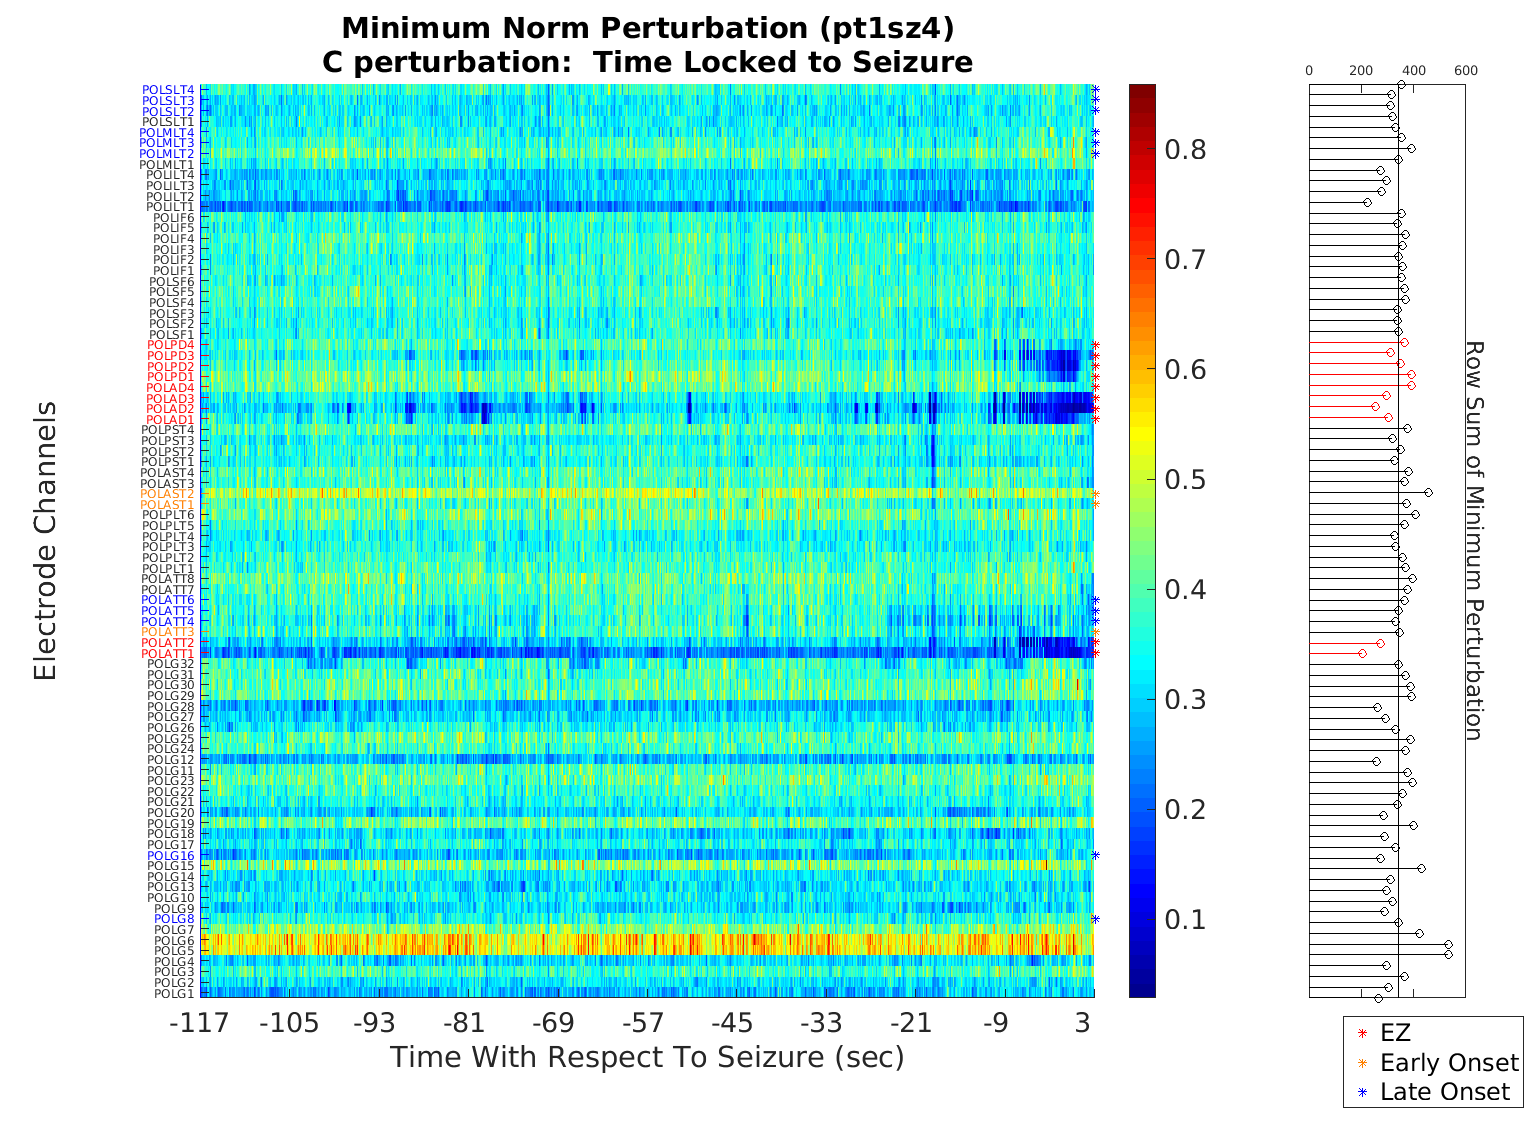 Minimum Norm Perturbation (pt1sz4)
C perturbation:  Time Locked to Seizure
Electrode Channels
POLSLT4
POLSLT3
POLSLT2
POLSLT1
POLMLT4
POLMLT3
POLMLT2
POLMLT1
POLILT4
POLILT3
POLILT2
POLILT1
POLIF6
POLIF5
POLIF4
POLIF3
POLIF2
POLIF1
POLSF6
POLSF5
POLSF4
POLSF3
POLSF2
POLSF1
POLPD4
POLPD3
POLPD2
POLPD1
POLAD4
POLAD3
POLAD2
POLAD1
POLPST4
POLPST3
POLPST2
POLPST1
POLAST4
POLAST3
POLAST2
POLAST1
POLPLT6
POLPLT5
POLPLT4
POLPLT3
POLPLT2
POLPLT1
POLATT8
POLATT7
POLATT6
POLATT5
POLATT4
POLATT3
POLATT2
POLATT1
POLG32
POLG31
POLG30
POLG29
POLG28
POLG27
POLG26
POLG25
POLG24
POLG12
POLG11
POLG23
POLG22
POLG21
POLG20
POLG19
POLG18
POLG17
POLG16
POLG15
POLG14
POLG13
POLG10
POLG9
POLG8
POLG7
POLG6
POLG5
POLG4
POLG3
POLG2
POLG1
-117 -105 -93 -81 -69 -57 -45 -33 -21 -9 3
Time With Respect To Seizure (sec)
0.8
0.7
0.6
0.5
0.4
0.3
0.2
0.1
0 200 400 600
Row Sum of Minimum Perturbation
EZ
Early Onset
Late Onset